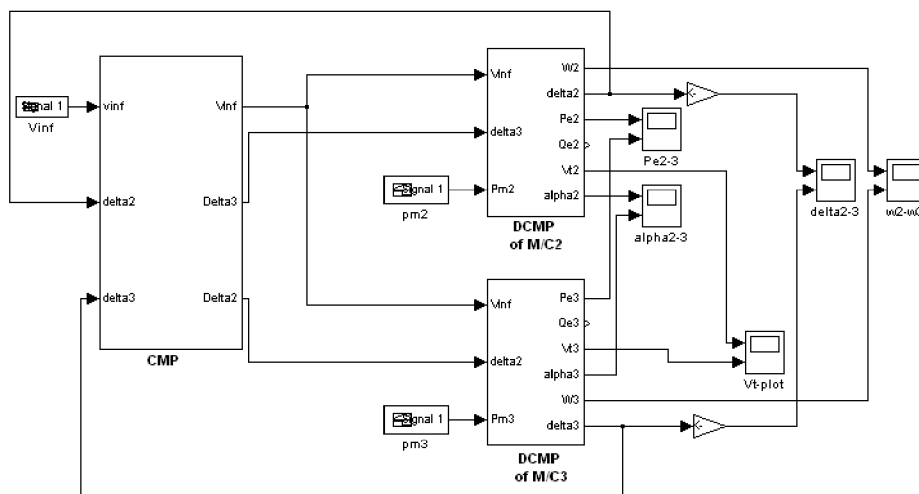 Signal 1
Vinf
vinf
delta2
delta3
Vinf
Delta3
Delta2
CMP
Vinf
delta3
Pm2
W2
delta2
Pe2
Qe2
Vt2
alpha2
DCMP
of M/C2
Signal 1
pm2
Pe2-3
alpha2-3
delta2-3
Vinf
delta2
Pm3
Pe3
Qe3
Vt3
alpha3
W3
delta3
DCMP
of M/C3
Signal 1
pm3
Vt-plot